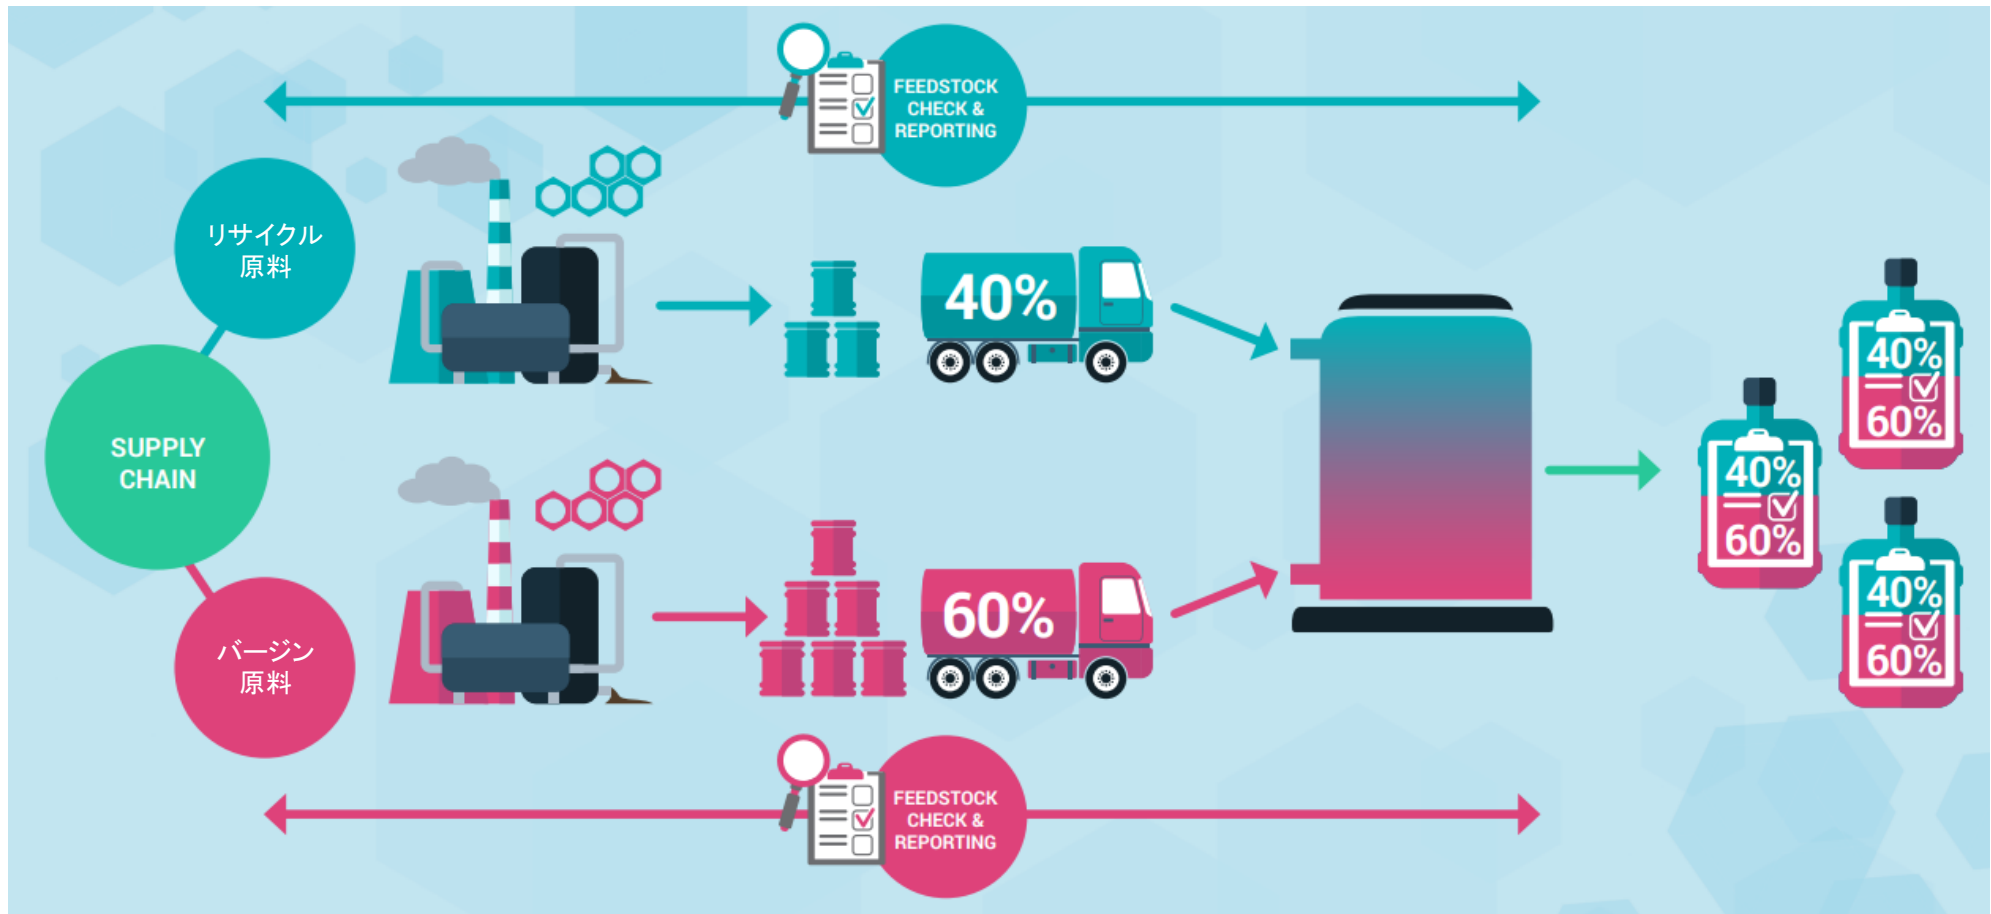 FEEDSTOCK
CHECK &
REPORTING
リサイクル
原料
40%
SUPPLY
CHAIN
バージン
原料
60%
40%
60%
40%
60%
40%
60%
FEEDSTOCK
CHECK &
REPORTING